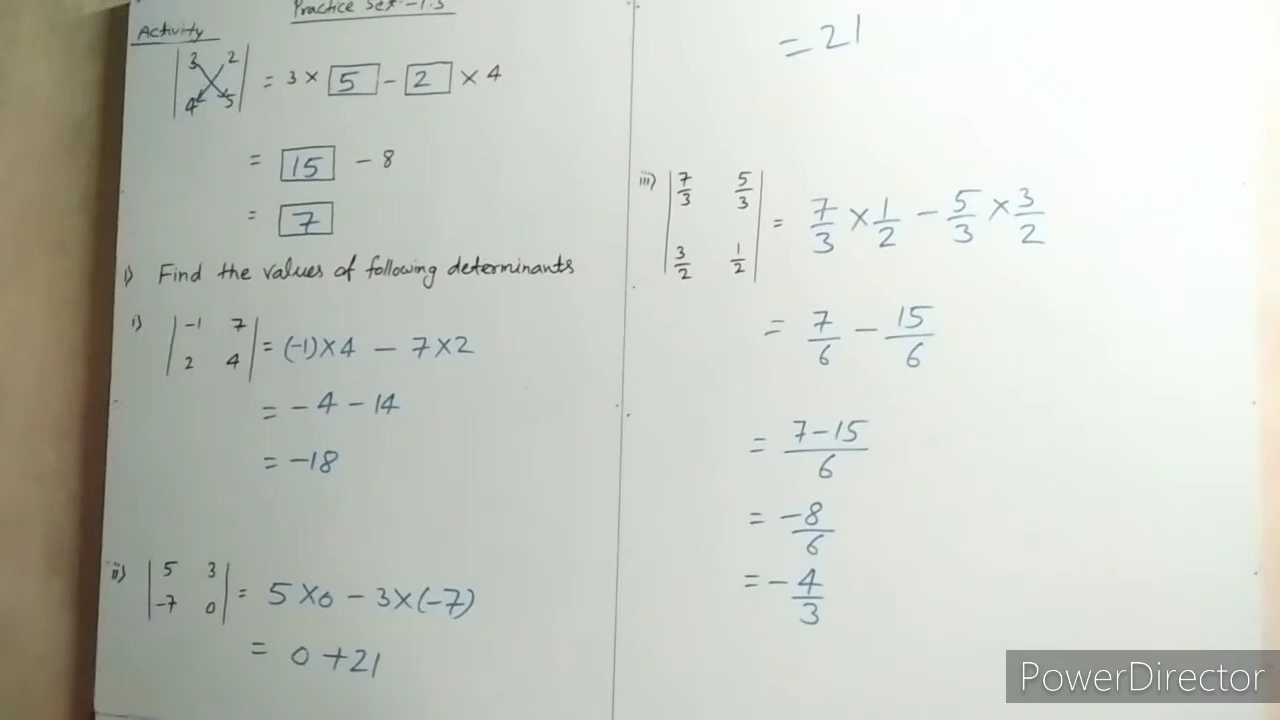 Practice Set - 1.3
Activity
| 3 2 | = 3 × 5 - 2 × 4
| 4 5 |
= 15 - 8
= 7
1) Find the values of following determinants
i) | -1 7 | = (-1)×4 - 7×2
| 2 4 |
= -4-14
= -18
ii) | 5 3 | = 5×0 - 3×(-7)
| -7 0 |
= 0+21
= 21
iii) | 7/3 5/3 | = 7/3 × 1/2 - 5/3 × 3/2
| 3/2 1/2 |
= 7/6 - 15/6
= 7-15/6
= -8/6
= -4/3
PowerDirector